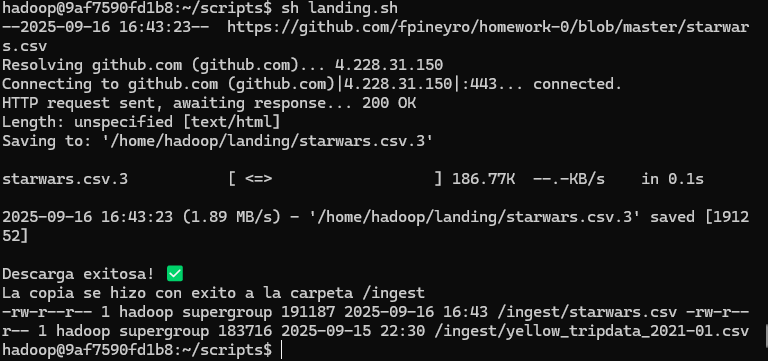 hadoop@9af7590fd1b8:~/scripts$ sh landing.sh
--2025-09-16 16:43:23--  https://github.com/fpineyro/homework-0/blob/master/starwar
s.csv
Resolving github.com (github.com)... 4.228.31.150
Connecting to github.com (github.com)|4.228.31.150|:443... connected.
HTTP request sent, awaiting response... 200 OK
Length: unspecified [text/html]
Saving to: '/home/hadoop/landing/starwars.csv.3'
starwars.csv.3          [ <=>                ] 186.77K  --.-KB/s    in 0.1s
2025-09-16 16:43:23 (1.89 MB/s) - '/home/hadoop/landing/starwars.csv.3' saved [1912
52]
Descarga exitosa! ✅
La copia se hizo con exito a la carpeta /ingest
-rw-r--r-- 1 hadoop supergroup 191187 2025-09-16 16:43 /ingest/starwars.csv -rw-r--
r-- 1 hadoop supergroup 183716 2025-09-15 22:30 /ingest/yellow_tripdata_2021-01.csv
hadoop@9af7590fd1b8:~/scripts$